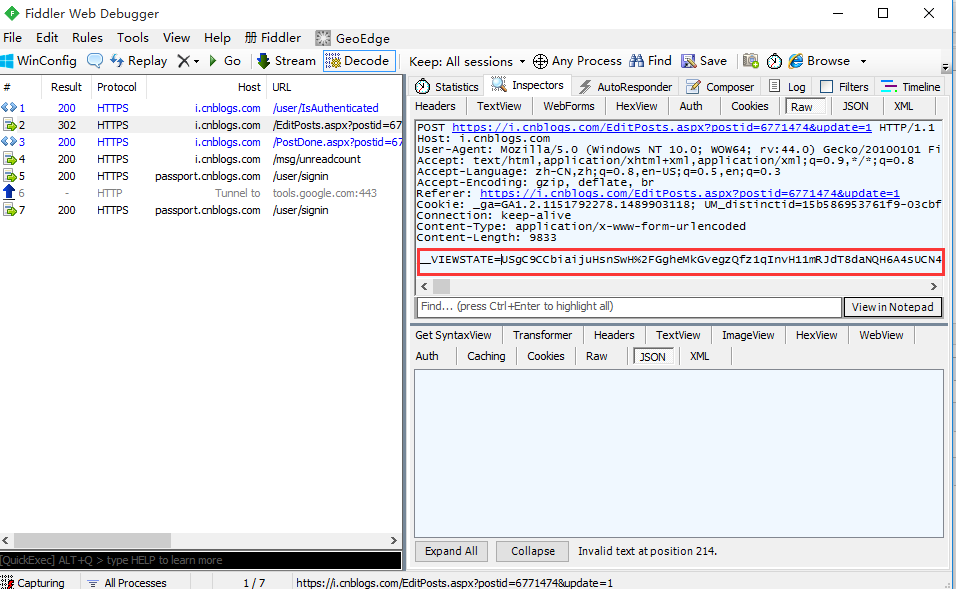 Fiddler Web Debugger
File Edit Rules Tools View Help 册 Fiddler GeoEdge
WinConfig Replay Go Stream Decode Keep: All sessions Any Process Find Save Browse
# Result Protocol Host URL
1 200 HTTPS i.cnblogs.com /user/IsAuthenticated
2 302 HTTPS i.cnblogs.com /EditPosts.aspx?postid=67
3 200 HTTPS i.cnblogs.com /PostDone.aspx?postid=67
4 200 HTTPS i.cnblogs.com /msg/unreadcount
5 200 HTTPS passport.cnblogs.com /user/signin
6 - HTTP Tunnel to tools.google.com:443
7 200 HTTPS passport.cnblogs.com /user/signin
[QuickExec] ALT+Q > type HELP to learn more
Statistics Inspectors AutoResponder Composer Log Filters Timeline
Headers TextView WebForms HexView Auth Cookies Raw JSON XML
POST https://i.cnblogs.com/EditPosts.aspx?postid=6771474&update=1 HTTP/1.1
Host: i.cnblogs.com
User-Agent: Mozilla/5.0 (Windows NT 10.0; WOW64; rv:44.0) Gecko/20100101 Fi
Accept: text/html,application/xhtml+xml,application/xml;q=0.9,*/*;q=0.8
Accept-Language: zh-CN,zh;q=0.8,en-US;q=0.5,en;q=0.3
Accept-Encoding: gzip, deflate, br
Referer: https://i.cnblogs.com/EditPosts.aspx?postid=6771474&update=1
Cookie: _ga=GA1.2.1151792278.1489903118; UM_distinctid=15b586953761f9-03cbf
Connection: keep-alive
Content-Type: application/x-www-form-urlencoded
Content-Length: 9833
__VIEWSTATE=USgC9CCbiaijuHsnSwH%2FGgheMkGvegzQfz1qInvH11mRJdT8daNQH6A4sUCN4
Find... (press Ctrl+Enter to highlight all) View in Notepad
Get SyntaxView Transformer Headers TextView ImageView HexView WebView
Auth Caching Cookies Raw JSON XML
Expand All Collapse Invalid text at position 214.
Capturing All Processes 1 / 7 https://i.cnblogs.com/EditPosts.aspx?postid=6771474&update=1